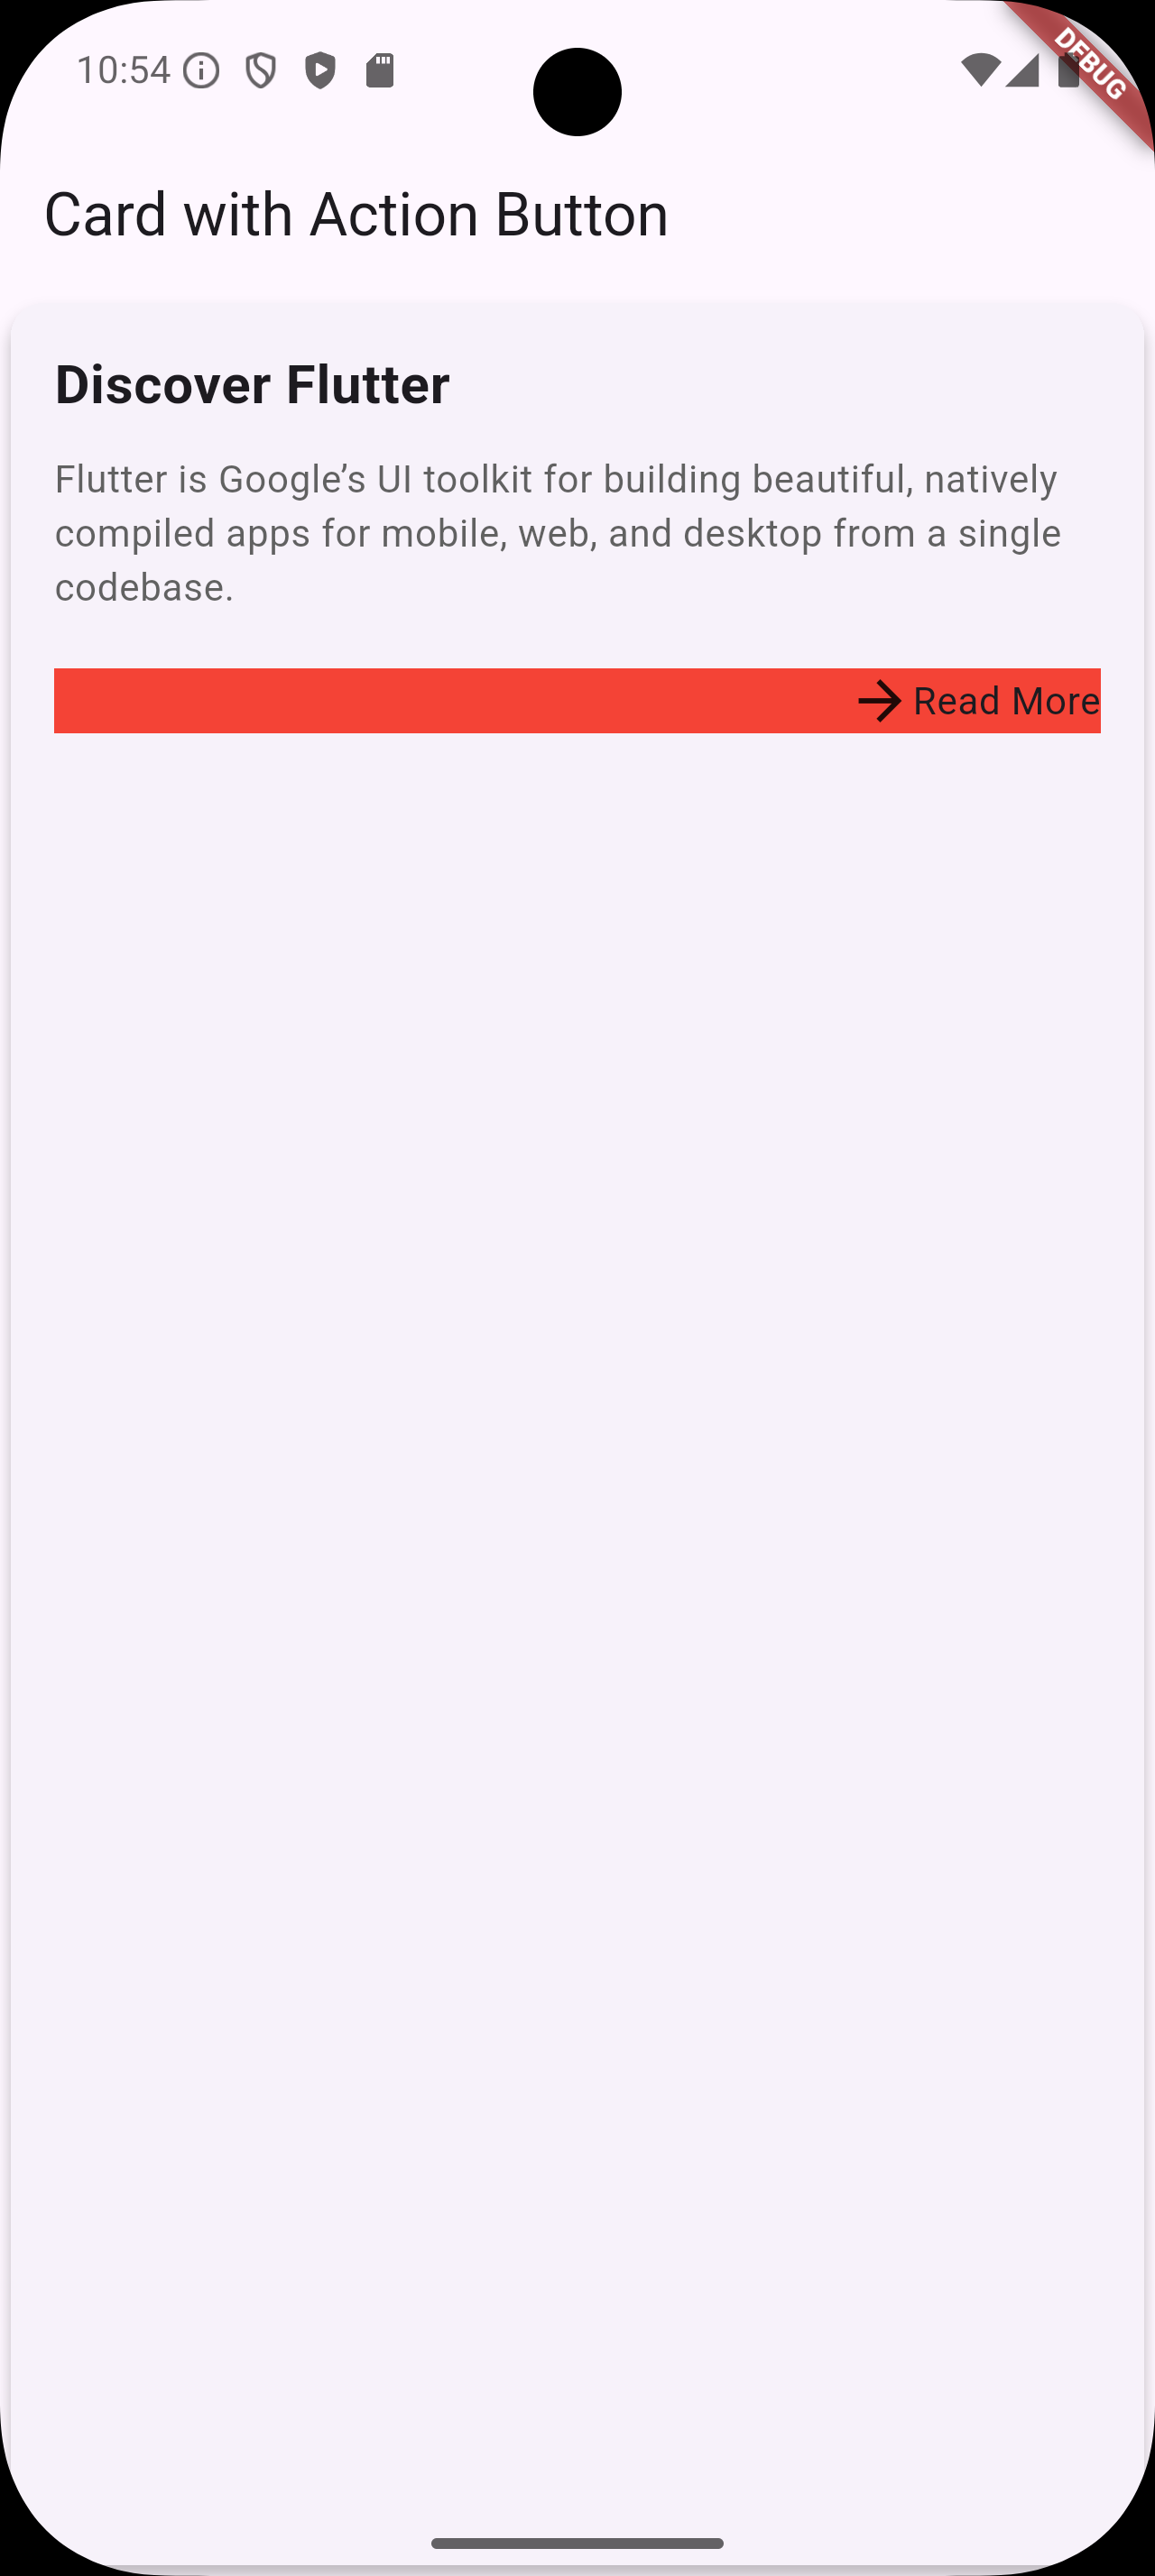 10:54
DEBUG
Card with Action Button
Discover Flutter
Flutter is Google’s UI toolkit for building beautiful, natively
compiled apps for mobile, web, and desktop from a single
codebase.
Read More